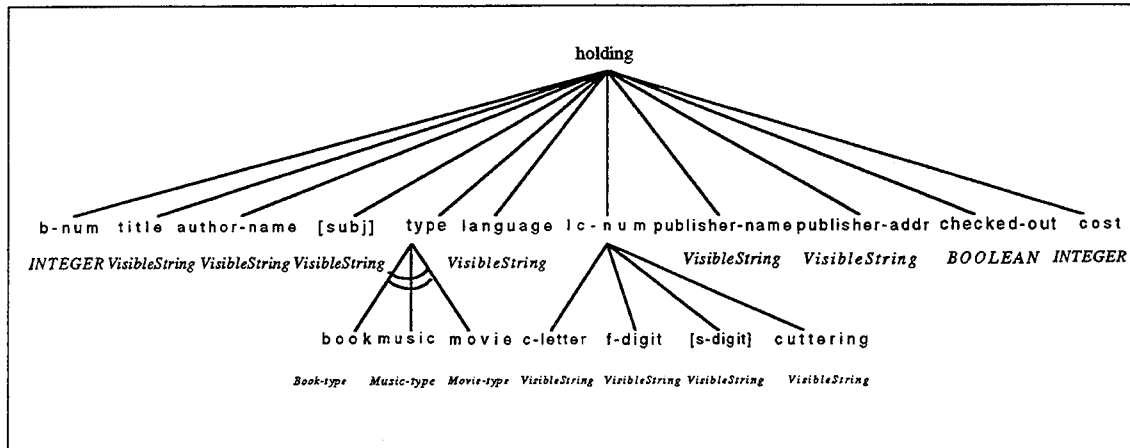 holding
b-num title author-name [subj] type language lc-num publisher-name publisher-addr checked-out cost
INTEGER VisibleString VisibleString VisibleString VisibleString VisibleString VisibleString BOOLEAN INTEGER
book music movie c-letter f-digit [s-digit] cuttering
Book-type Music-type Movie-type VisibleString VisibleString VisibleString VisibleString